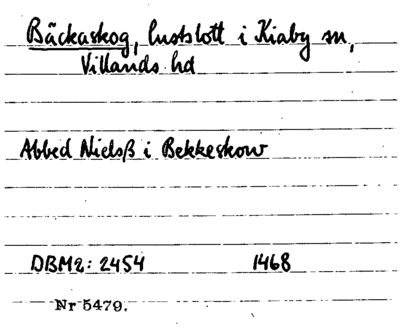 Bäckaskog, lustslott i Kiaby sn,
Villands hd
Abbed Nielsß i Bekkeskow
DBM2: 2454 1468
Nr 5479.